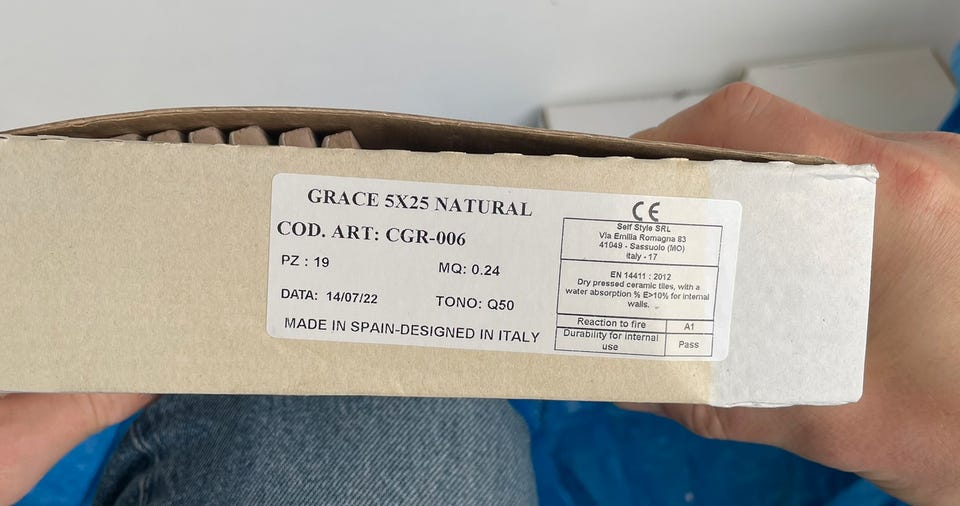 GRACE 5X25 NATURAL
COD. ART: CGR-006
PZ : 19 MQ: 0.24
DATA: 14/07/22 TONO: Q50
MADE IN SPAIN-DESIGNED IN ITALY
CE
Self Style SRL
Via Emilia Romagna 83
41049 - Sassuolo (MO)
Italy - 17
EN 14411 : 2012
Dry pressed ceramic tiles, with a
water absorption % E>10% for internal
walls.
Reaction to fire A1
Durability for internal
use Pass